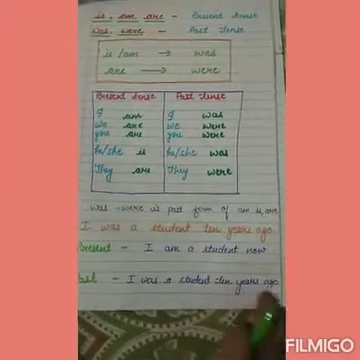 is, am, are - Present tense
was, were - Past tense
is/am → was
are → were
Present tense Past tense
I am I was
we are we were
you are you were
he/she is he/she was
They are They were
was - were is past form of am is, are
I was a student ten years ago.
Present - I am a student now
Past - I was a student ten years ago.
FILMIGO